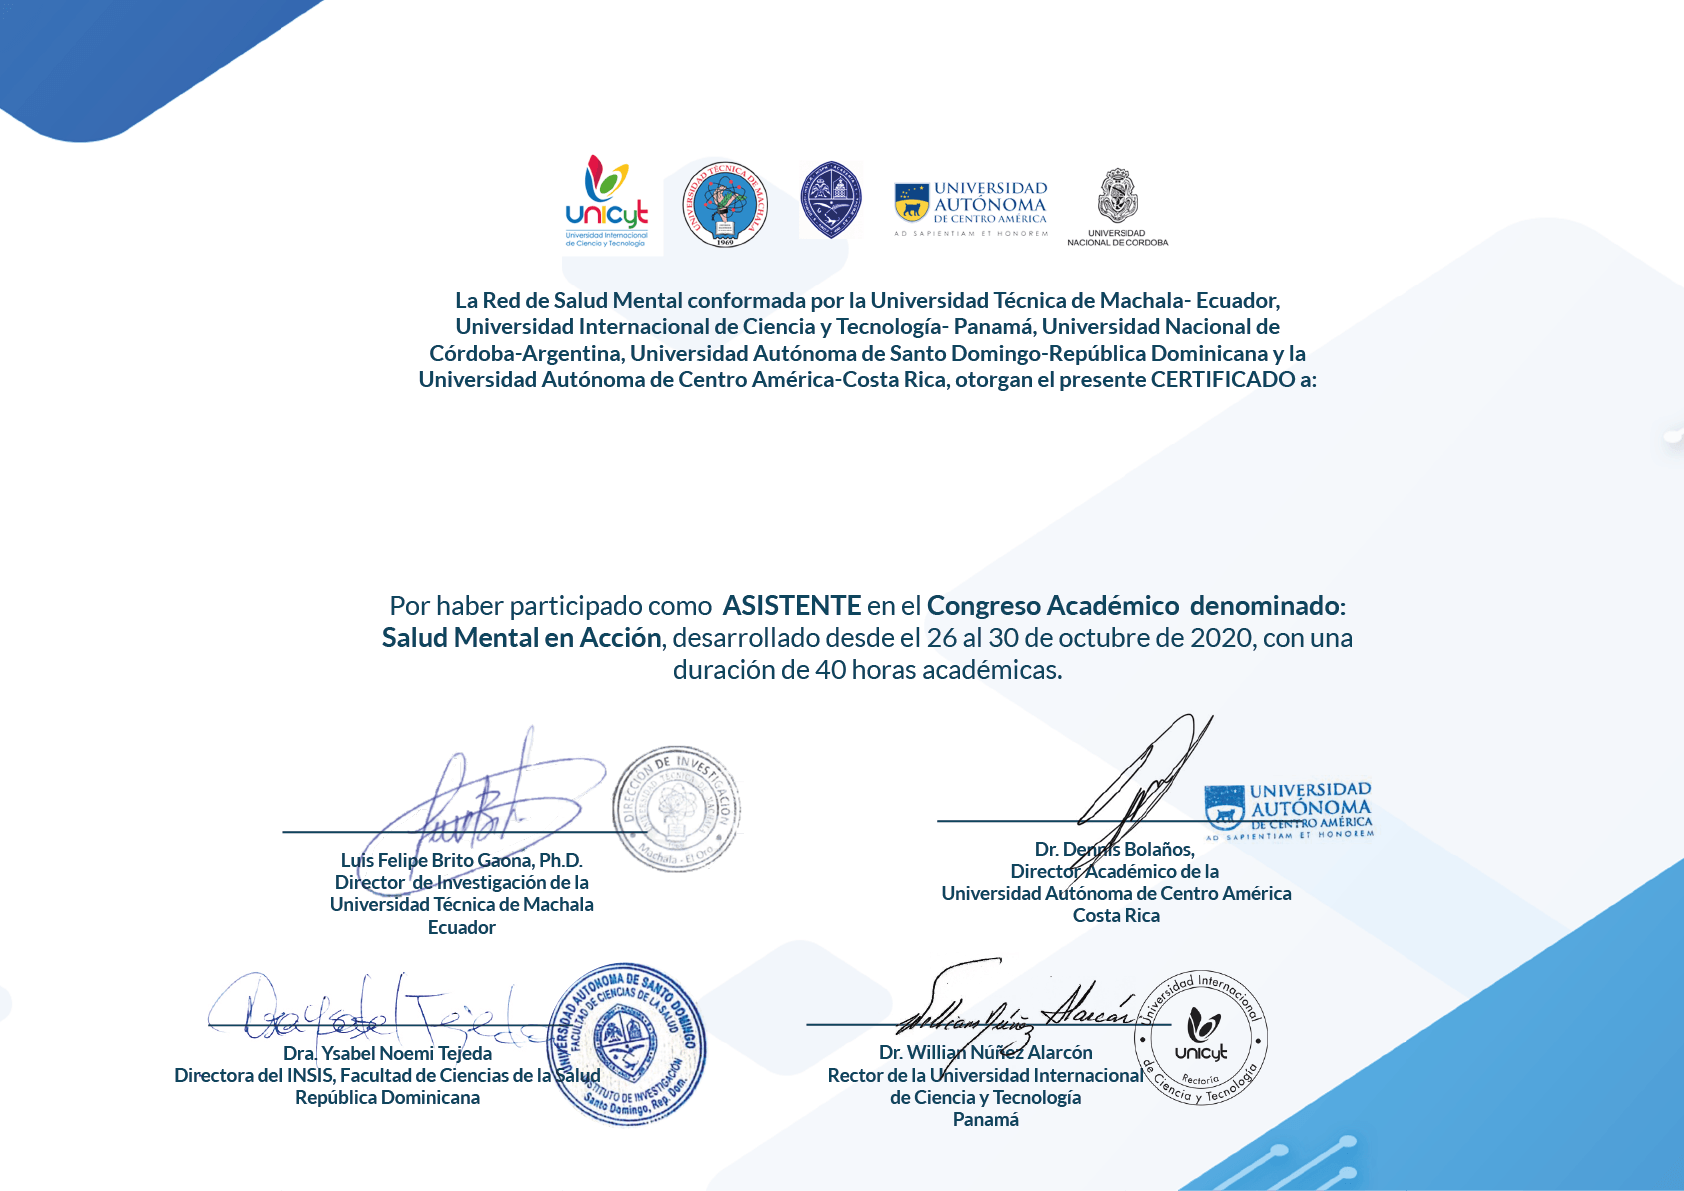 unicyt
Universidad Internacional
de Ciencia y Tecnología
UNIVERSIDAD TÉCNICA DE MACHALA
1969
UNIVERSIDAD
AUTÓNOMA
DE CENTRO AMÉRICA
AD SAPIENTIAM ET HONOREM
UNIVERSIDAD
NACIONAL DE CORDOBA
La Red de Salud Mental conformada por la Universidad Técnica de Machala- Ecuador,
Universidad Internacional de Ciencia y Tecnología- Panamá, Universidad Nacional de
Córdoba-Argentina, Universidad Autónoma de Santo Domingo-República Dominicana y la
Universidad Autónoma de Centro América-Costa Rica, otorgan el presente CERTIFICADO a:
Por haber participado como ASISTENTE en el Congreso Académico denominado:
Salud Mental en Acción, desarrollado desde el 26 al 30 de octubre de 2020, con una
duración de 40 horas académicas.
DIRECCIÓN DE INVESTIGACIÓN
UNIVERSIDAD TÉCNICA DE MACHALA
Machala - El Oro
Luis Felipe Brito Gaona, Ph.D.
Director de Investigación de la
Universidad Técnica de Machala
Ecuador
UNIVERSIDAD
AUTÓNOMA
DE CENTRO AMÉRICA
AD SAPIENTIAM ET HONOREM
Dr. Dennis Bolaños,
Director Académico de la
Universidad Autónoma de Centro América
Costa Rica
Dra Ysabel Tejeda
UNIVERSIDAD AUTONOMA DE SANTO DOMINGO
FACULTAD DE CIENCIAS DE LA SALUD
INSTITUTO DE INVESTIGACIÓN
Santo Domingo, Rep. Dom.
Dra. Ysabel Noemi Tejeda
Directora del INSIS, Facultad de Ciencias de la Salud
República Dominicana
William Núñez Alarcón
Universidad Internacional
de Ciencia y Tecnología
unicyt
Rectoría
Dr. Willian Núñez Alarcón
Rector de la Universidad Internacional
de Ciencia y Tecnología
Panamá